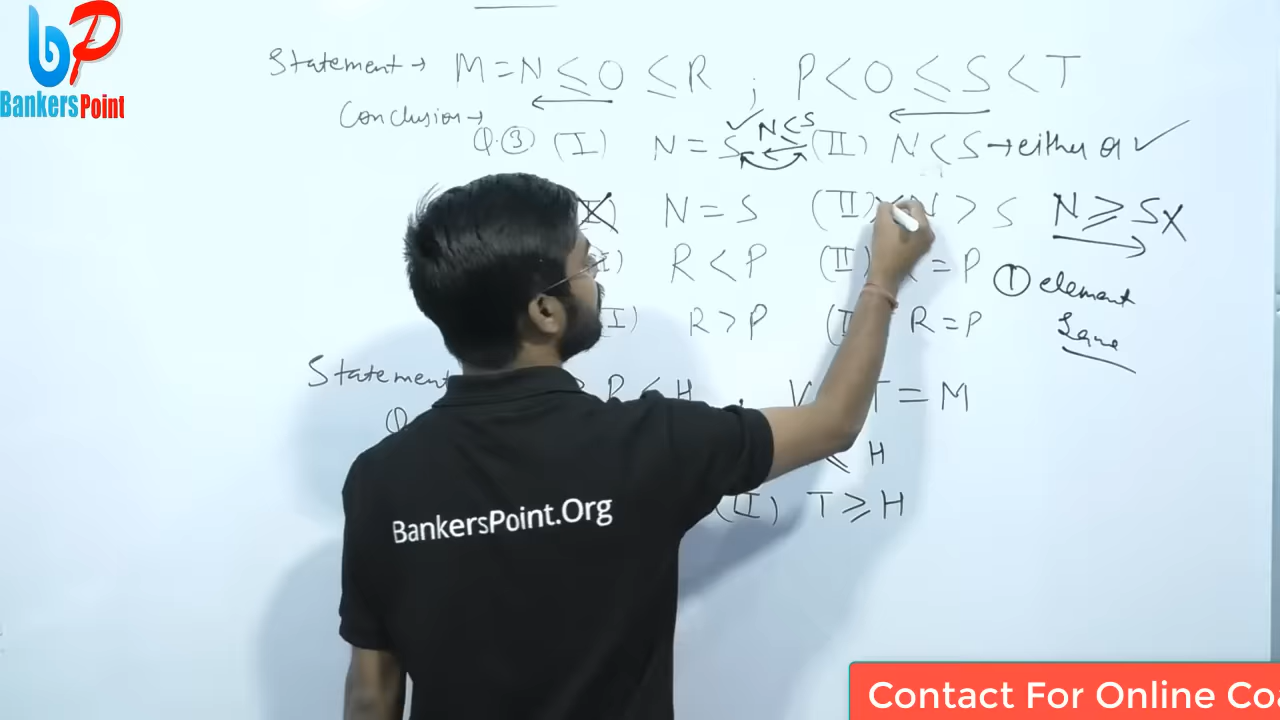 BankersPoint
Statement → M = N ≤ O ≤ R ; P < O ≤ S < T
Conclusion →
Q.③ (I) N = S ✓ N ≤ S (II) N < S → either or ✓
N = S (II) N > S N ≥ S X
R < P (II) = P ① element
R > P R = P Same
Statement P ≤ H ; V T = M
Q
≤ H
(II) T ≥ H
BankersPoint.Org
Contact For Online Co